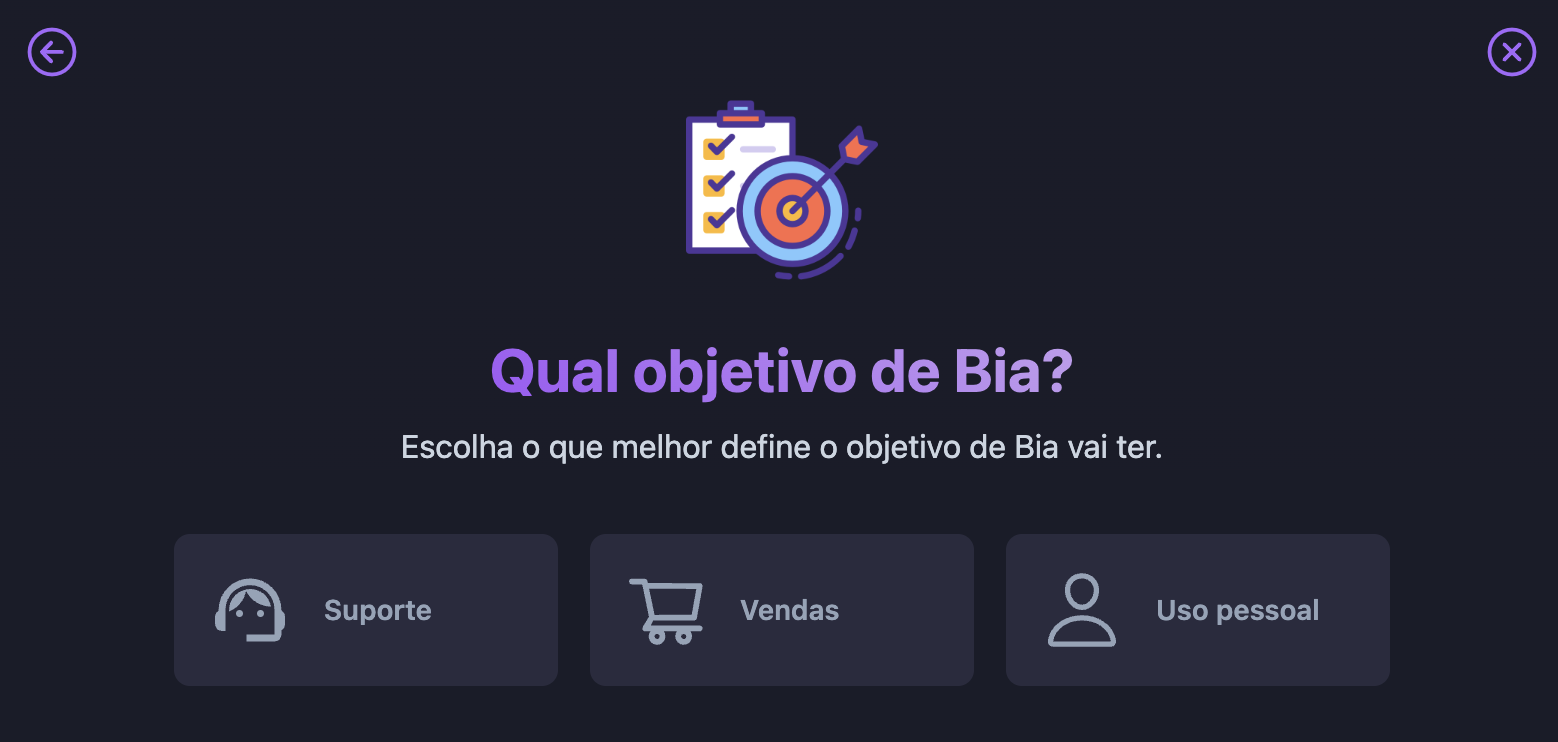 Qual objetivo de Bia?
Escolha o que melhor define o objetivo de Bia vai ter.
Suporte
Vendas
Uso pessoal